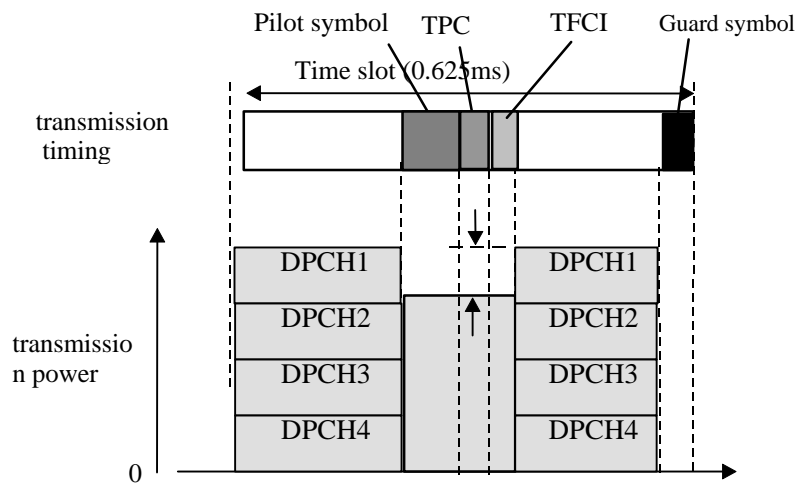 Pilot symbol TPC TFCI Guard symbol
Time slot (0.625ms)
transmission
timing
DPCH1 DPCH1
DPCH2 DPCH2
transmissio
n power
DPCH3 DPCH3
DPCH4 DPCH4
0